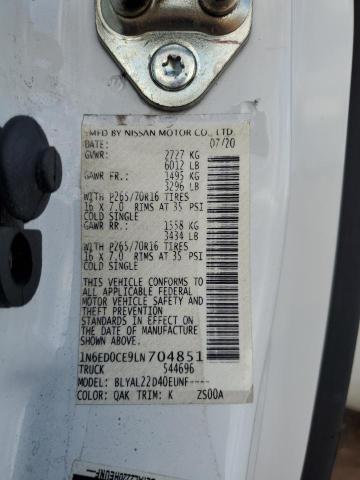 MFD BY NISSAN MOTOR CO., LTD.
DATE: 07/20
GVWR: 2727 KG
6012 LB
GAWR FR.: 1495 KG
3296 LB
WITH P265/70R16 TIRES
16 X 7.0 RIMS AT 35 PSI
COLD SINGLE
GAWR RR.: 1558 KG
3434 LB
WITH P265/70R16 TIRES
16 X 7.0 RIMS AT 35 PSI
COLD SINGLE
THIS VEHICLE CONFORMS TO
ALL APPLICABLE FEDERAL
MOTOR VEHICLE SAFETY, BUMPER
AND THEFT PREVENTION
STANDARDS IN EFFECT ON THE
DATE OF MANUFACTURE SHOWN
ABOVE.
1N6ED0CE9LN704851
TRUCK 544696
MODEL: BLYAL22D40EUNF----
COLOR: QAK TRIM: K ZS00A